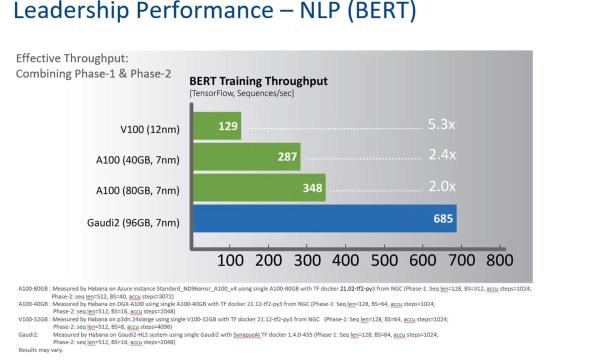 Leadership Performance – NLP (BERT)
Effective Throughput:
Combining Phase-1 & Phase-2
BERT Training Throughput
[TensorFlow, Sequences/sec]
V100 (12nm) 129 5.3x
A100 (40GB, 7nm) 287 2.4x
A100 (80GB, 7nm) 348 2.0x
Gaudi2 (96GB, 7nm) 685
100 200 300 400 500 600 700 800
A100-80GB : Measured by Habana on Azure instance Standard_ND96amsr_A100_v4 using single A100-80GB with TF docker 21.02-tf2-py3 from NGC (Phase-1: Seq len=128, BS=312, accu steps=1024;
Phase-2: seq len=512, BS=40, accu steps=3072)
A100-40GB : Measured by Habana on DGX-A100 using single A100-40GB with TF docker 21.12-tf2-py3 from NGC (Phase-1: Seq len=128, BS=64, accu steps=1024;
Phase-2: seq len=512, BS=16, accu steps=2048)
V100-32GB : Measured by Habana on p3dn.24xlarge using single V100-32GB with TF docker 21.12-tf2-py3 from NGC (Phase-1: Seq len=128, BS=64, accu steps=1024;
Phase-2: seq len=512, BS=8, accu steps=4096)
Gaudi2: Measured by Habana on Gaudi2-HLS system using single Gaudi2 with SynapseAI TF docker 1.4.0-435 (Phase-1: Seq len=128, BS=64, accu steps=1024;
Phase-2: seq len=512, BS=16, accu steps=2048)
Results may vary.